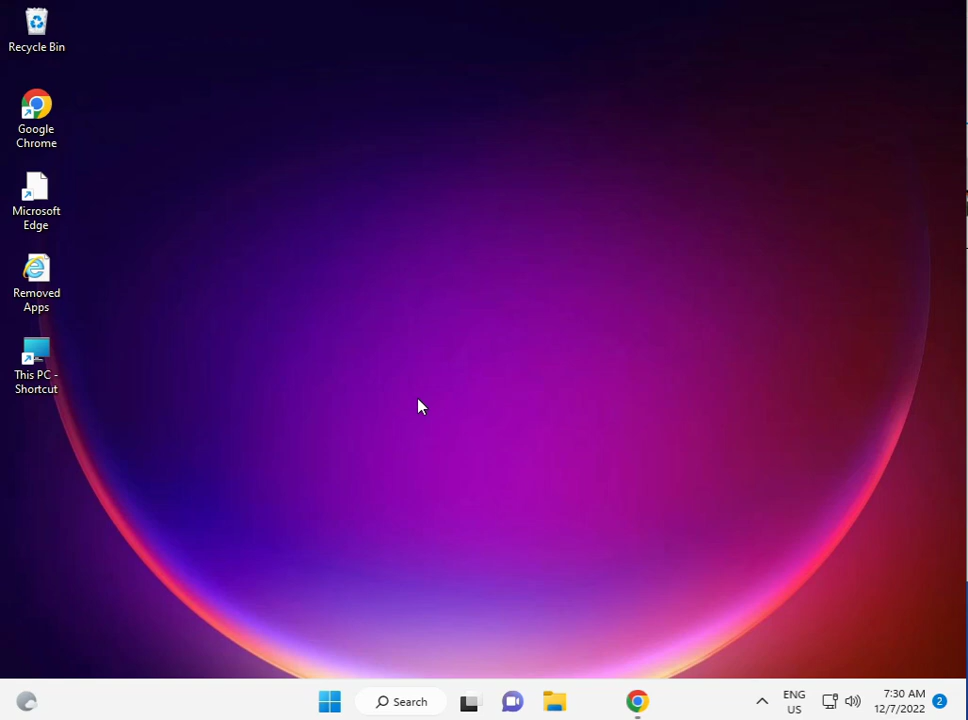 Recycle Bin
Google
Chrome
Microsoft
Edge
Removed
Apps
This PC -
Shortcut
Search
ENG
US
7:30 AM
12/7/2022
2